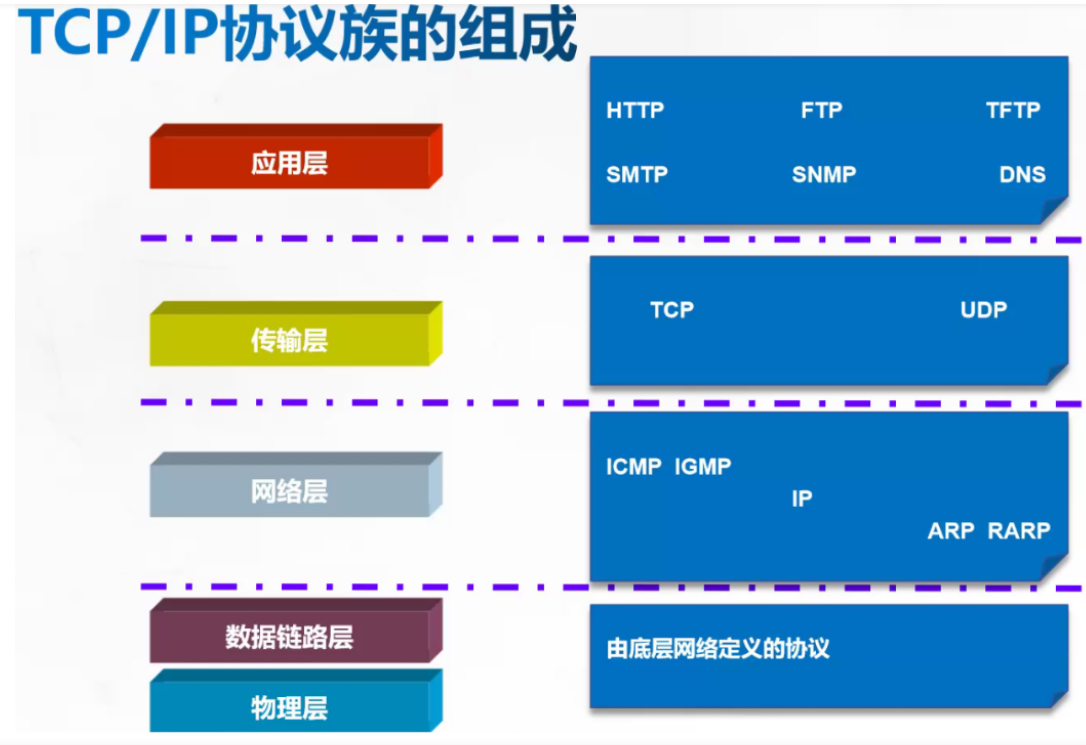 TCP/IP协议族的组成
HTTP FTP TFTP
应用层
SMTP SNMP DNS
TCP UDP
传输层
ICMP IGMP
网络层
IP
ARP RARP
数据链路层
由底层网络定义的协议
物理层